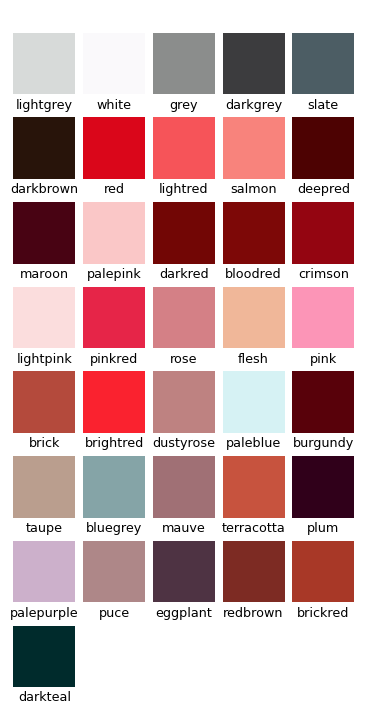 lightgrey white grey darkgrey slate
darkbrown red lightred salmon deepred
maroon palepink darkred bloodred crimson
lightpink pinkred rose flesh pink
brick brightred dustyrose paleblue burgundy
taupe bluegrey mauve terracotta plum
palepurple puce eggplant redbrown brickred
darkteal